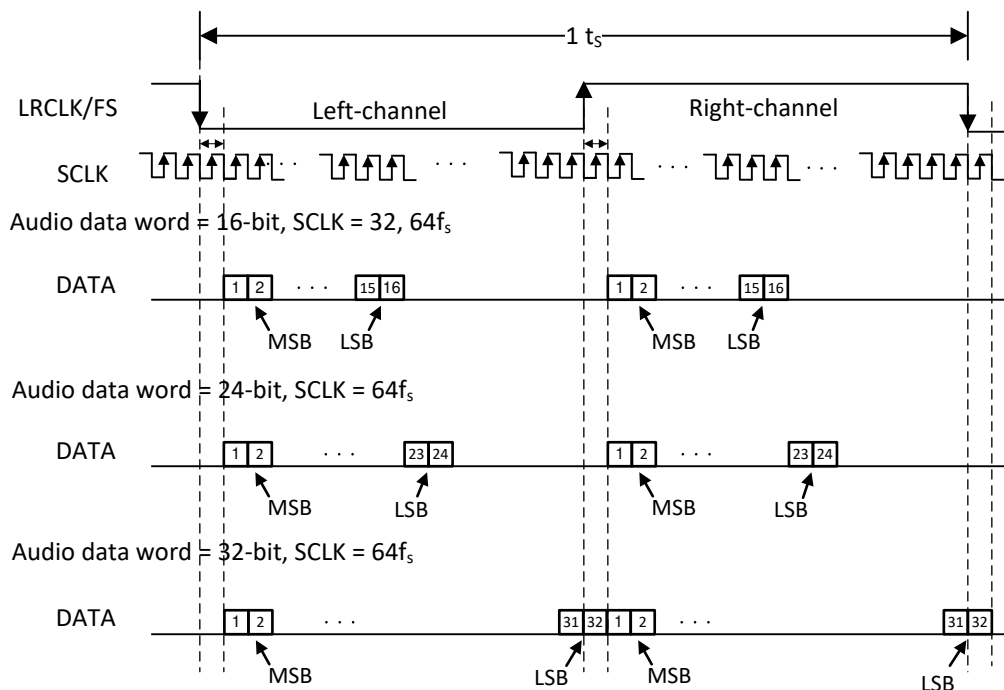 1 tS
LRCLK/FS
Left-channel
Right-channel
SCLK
Audio data word = 16-bit, SCLK = 32, 64fs
DATA
1 2 · · · 15 16 1 2 · · · 15 16
MSB LSB MSB LSB
Audio data word = 24-bit, SCLK = 64fs
DATA
1 2 · · · 23 24 1 2 · · · 23 24
MSB LSB MSB LSB
Audio data word = 32-bit, SCLK = 64fs
DATA
1 2 · · · 31 32 1 2 · · · 31 32
MSB LSB MSB LSB